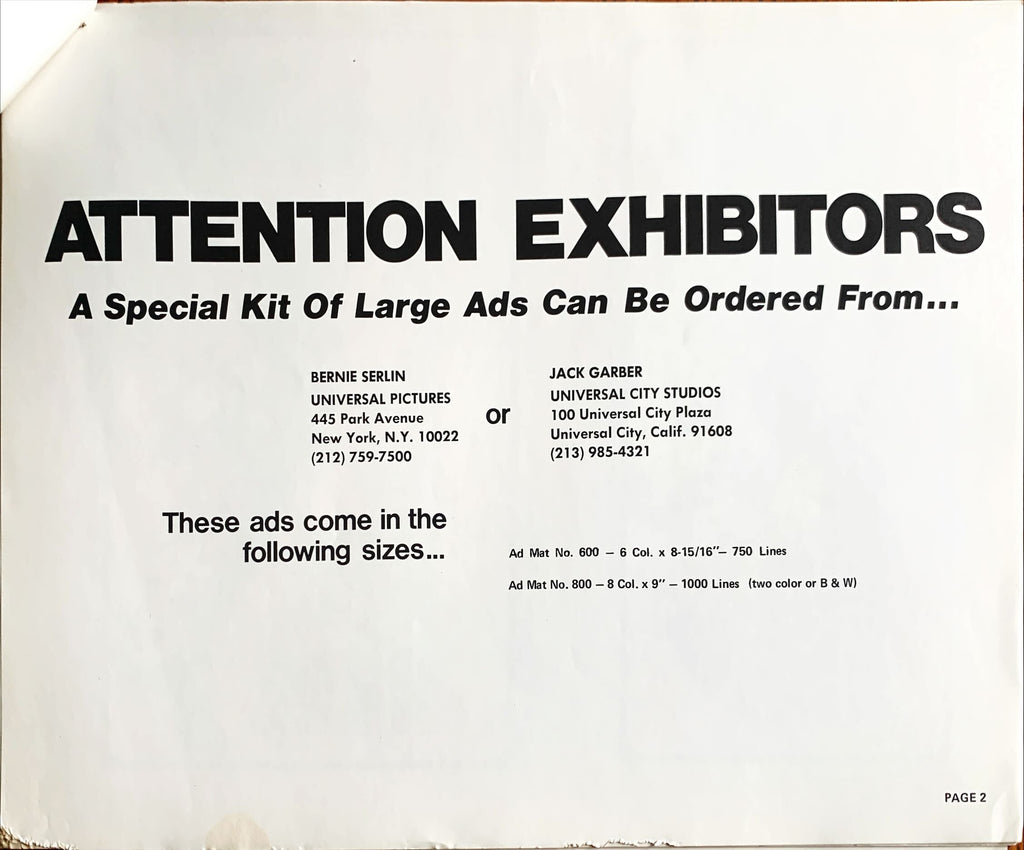 ATTENTION EXHIBITORS
A Special Kit Of Large Ads Can Be Ordered From...
BERNIE SERLIN
UNIVERSAL PICTURES
445 Park Avenue
New York, N.Y. 10022
(212) 759-7500
or
JACK GARBER
UNIVERSAL CITY STUDIOS
100 Universal City Plaza
Universal City, Calif. 91608
(213) 985-4321
These ads come in the
following sizes...
Ad Mat No. 600 — 6 Col. x 8-15/16″— 750 Lines
Ad Mat No. 800 — 8 Col. x 9″ — 1000 Lines (two color or B & W)
PAGE 2